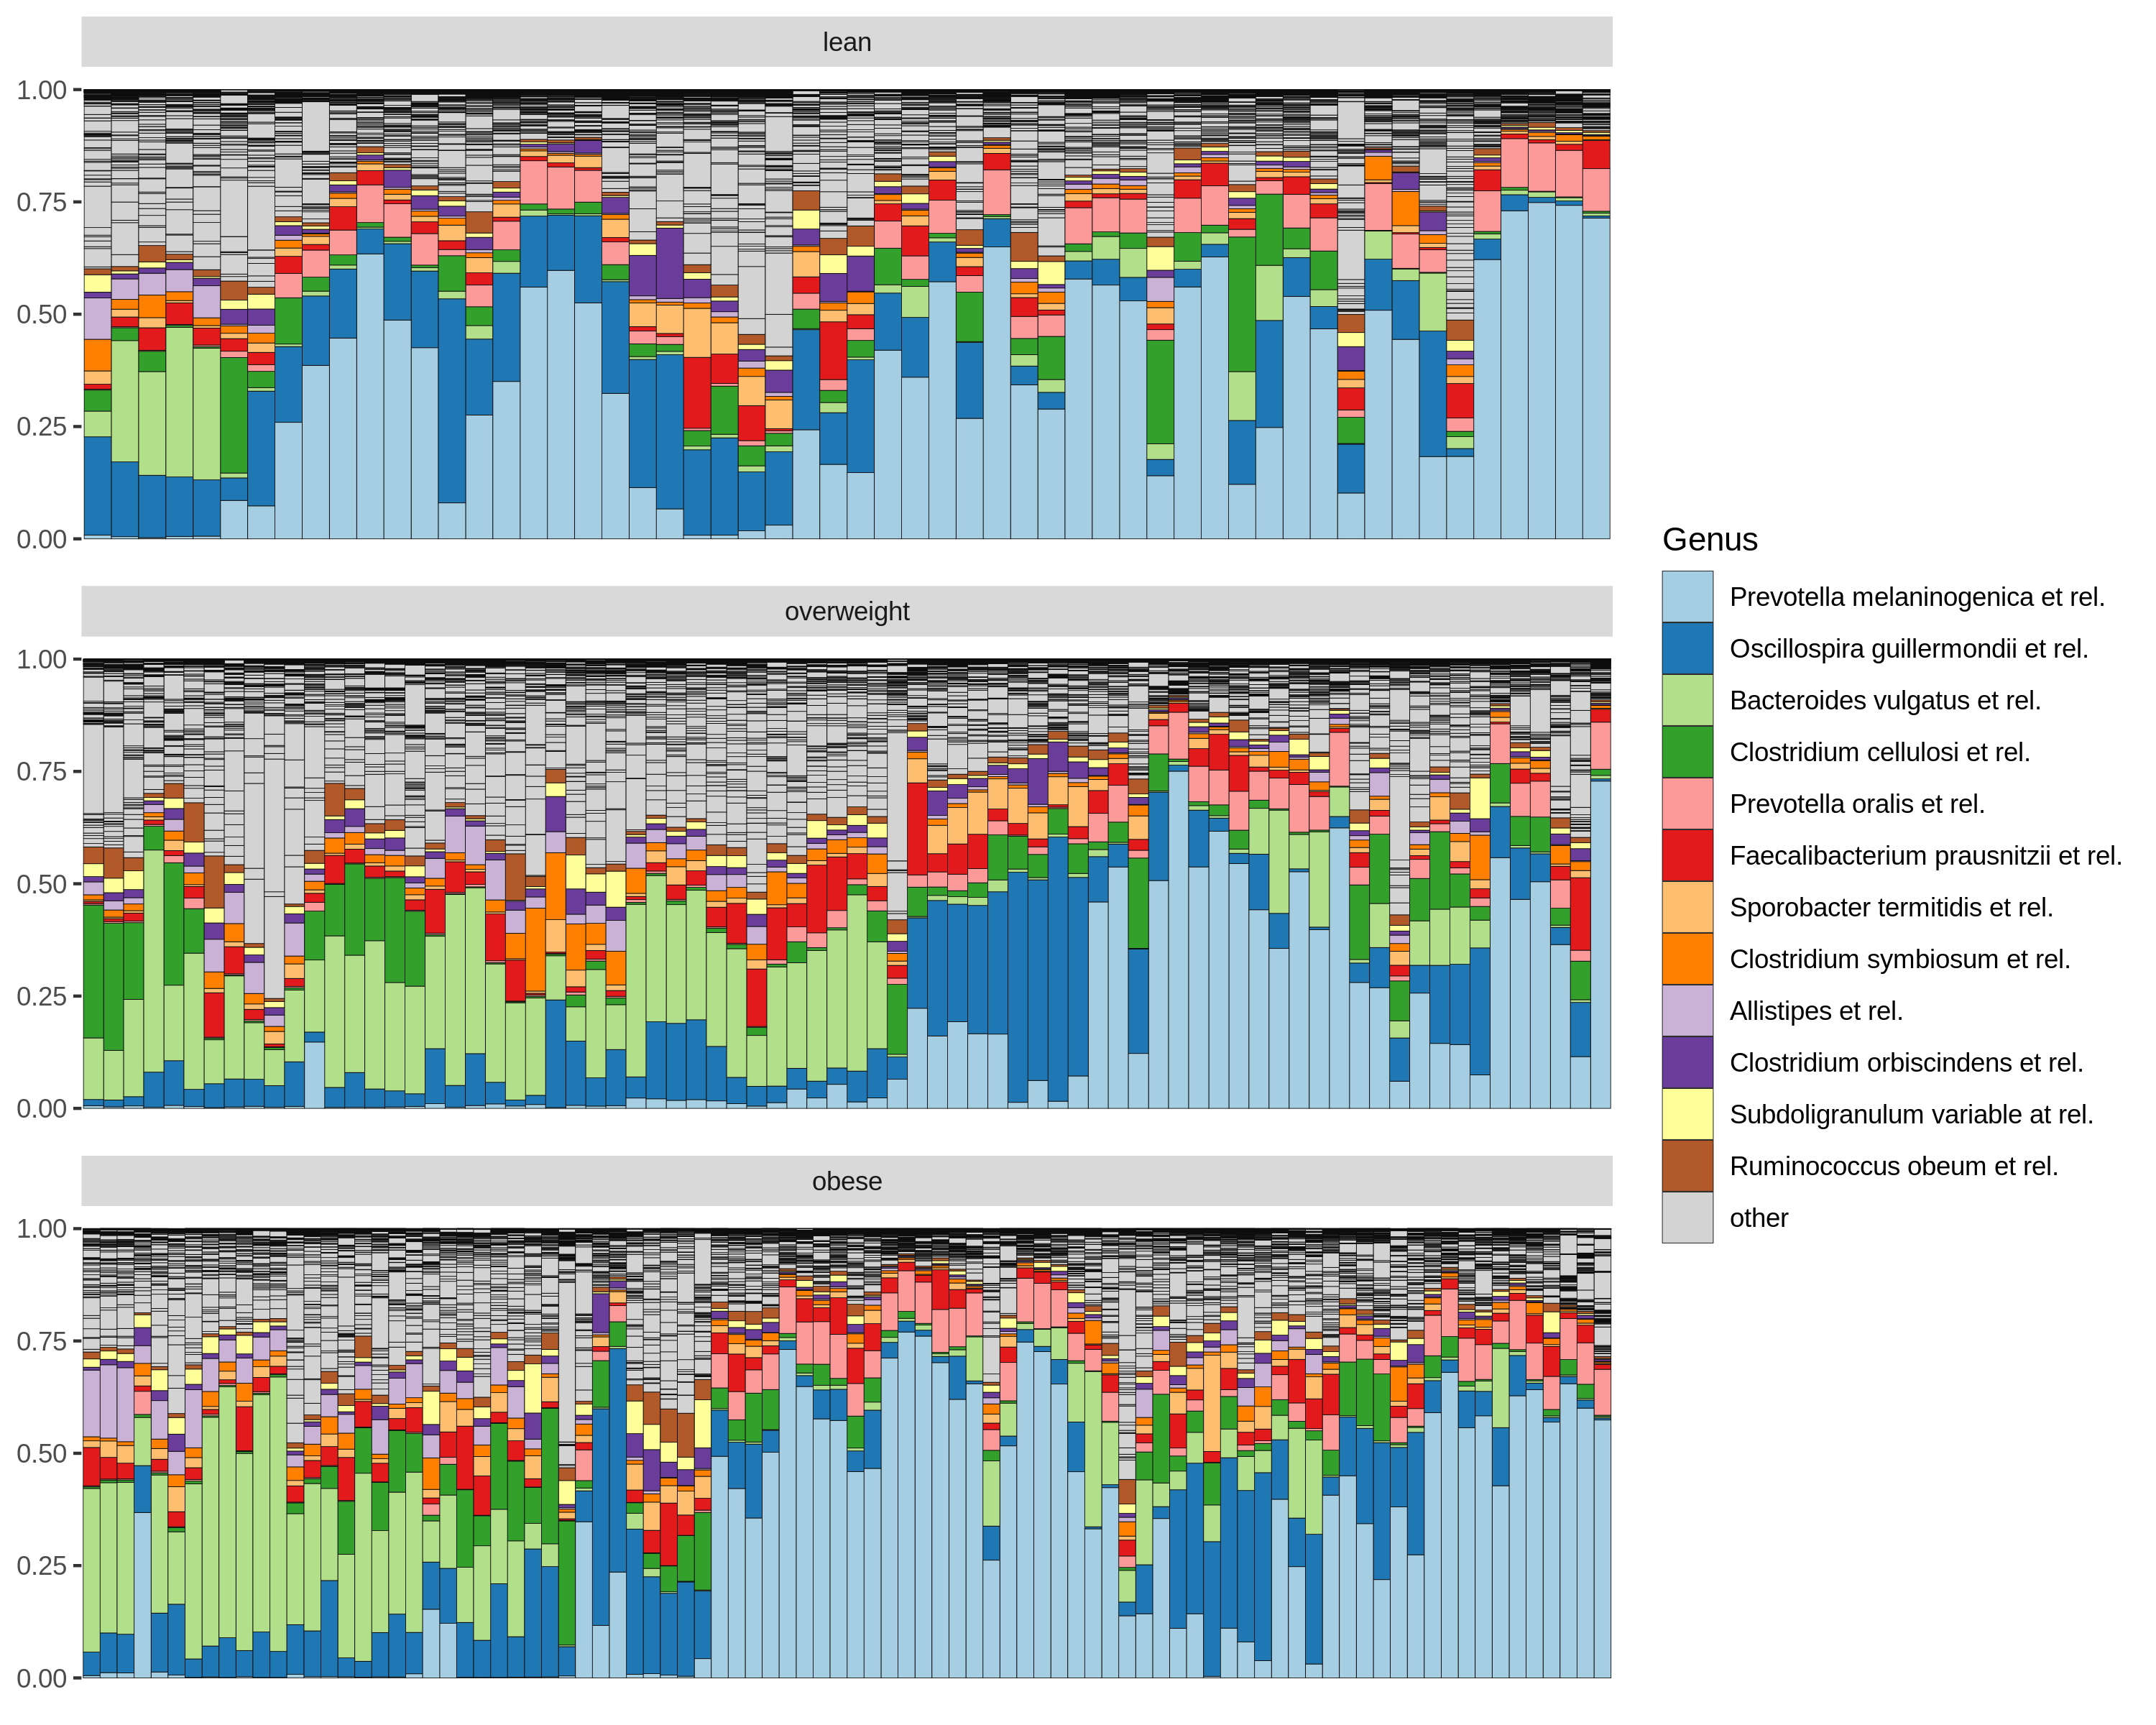 lean
1.00
0.75
0.50
0.25
0.00
overweight
1.00
0.75
0.50
0.25
0.00
obese
1.00
0.75
0.50
0.25
0.00
Genus
Prevotella melaninogenica et rel.
Oscillospira guillermondii et rel.
Bacteroides vulgatus et rel.
Clostridium cellulosi et rel.
Prevotella oralis et rel.
Faecalibacterium prausnitzii et rel.
Sporobacter termitidis et rel.
Clostridium symbiosum et rel.
Allistipes et rel.
Clostridium orbiscindens et rel.
Subdoligranulum variable at rel.
Ruminococcus obeum et rel.
other